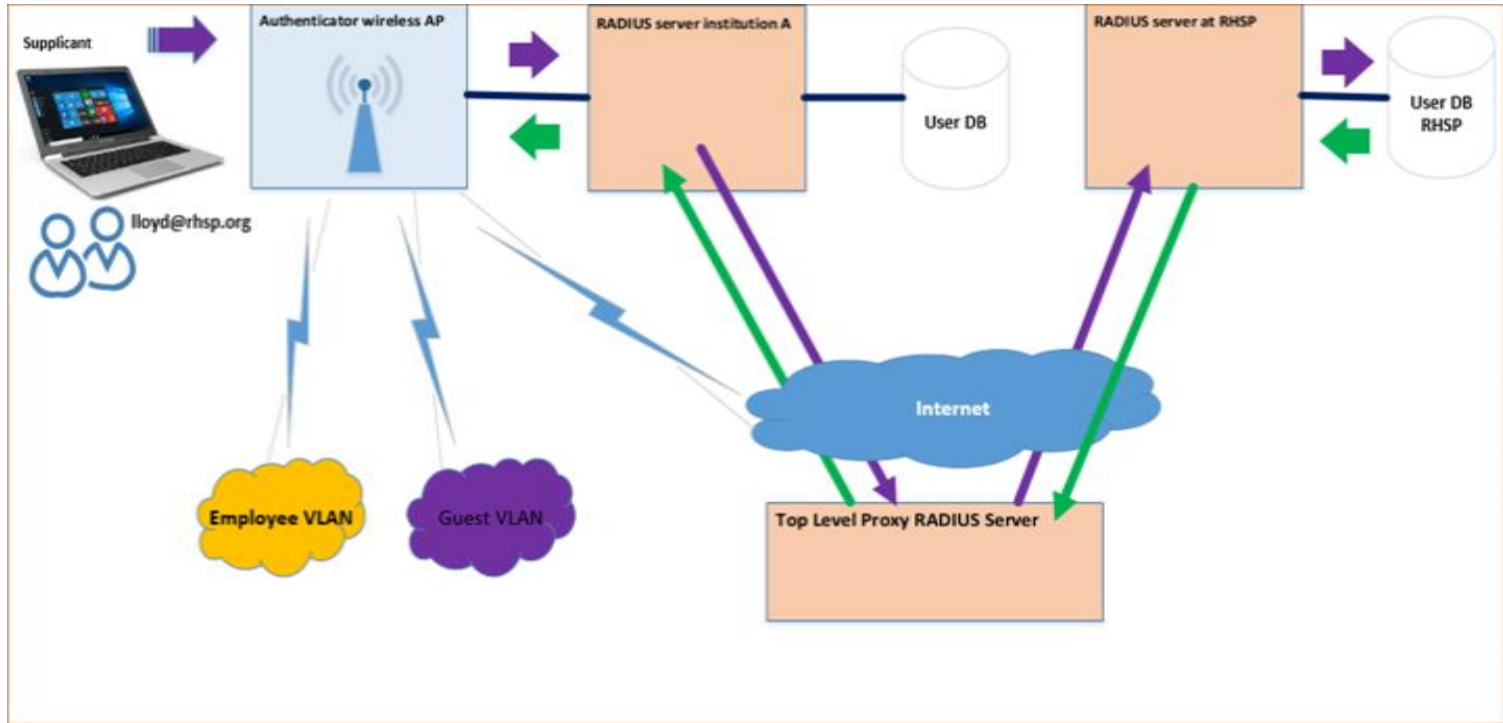 Supplicant
Authenticator wireless AP
RADIUS server institution A
RADIUS server at RHSP
User DB
User DB
RHSP
lloyd@rhsp.org
Internet
Employee VLAN
Guest VLAN
Top Level Proxy RADIUS Server